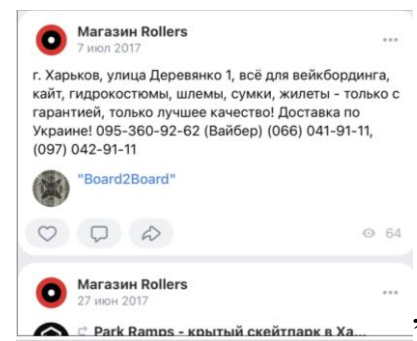 Магазин Rollers
7 июл 2017
г. Харьков, улица Деревянко 1, всё для вейкбординга,
кайт, гидрокостюмы, шлемы, сумки, жилеты - только с
гарантией, только лучшее качество! Доставка по
Украине! 095-360-92-62 (Вайбер) (066) 041-91-11,
(097) 042-91-11
"Board2Board"
64
Магазин Rollers
27 июн 2017
Park Ramps - крытый скейтпарк в Ха...